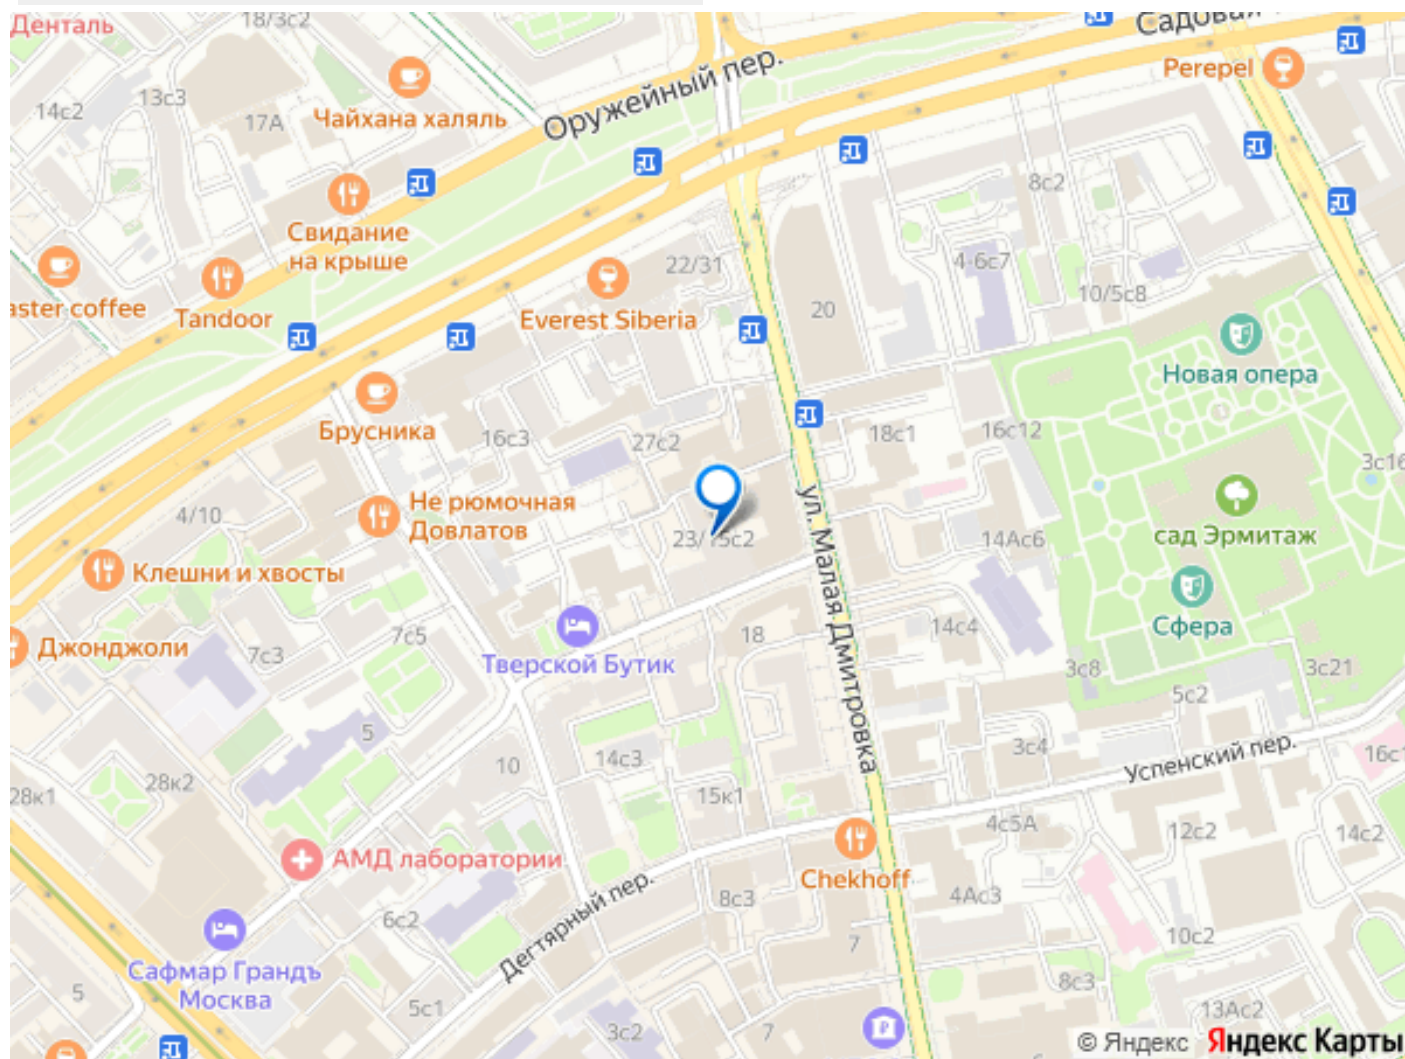 Денталь
18/3с2
Садовая
Perepel
13с3
14с2
17А
Чайхана халяль
Оружейный пер.
8с2
Свидание
на крыше
22/31
4-6с7
10/5с8
aster coffee
Tandoor
Everest Siberia
20
Новая опера
Брусника
16с3
27с2
18с1
16с12
3с16
4/10
Не рюмочная
Довлатов
23/15с2
ул. Малая Дмитровка
14Ас6
сад Эрмитаж
Клешни и хвосты
Сфера
Джонджоли
7с5
7с3
Тверской Бутик
18
14с4
3с8
3с21
5с2
5
28к2
28к1
10
14с3
15к1
3с4
Успенский пер.
16с1
4с5А
12с2
14с2
АМД лаборатории
Chekhoff
8с3
4Ас3
6с2
Дегтярный пер.
7
10с2
Сафмар Грандъ
Москва
5
5с1
8с3
3с2
7
13Ас2
© Яндекс Яндекс Карты